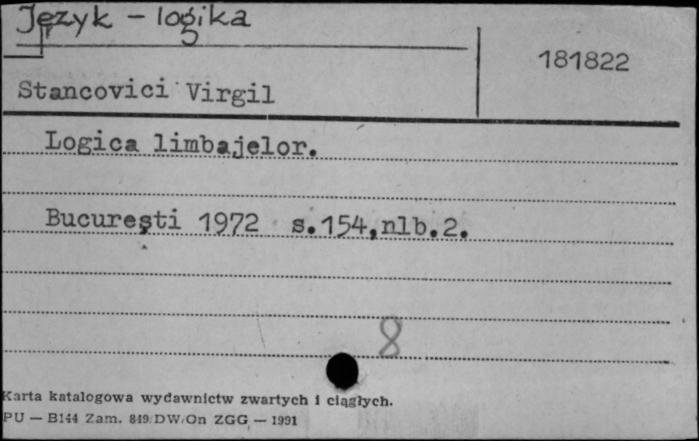 Język - logika
181822
Stancovici Virgil
Logica limbajelor.
București 1972 s.154,nlb.2.
8
Karta katalogowa wydawnictw zwartych i ciągłych.
PU — B144 Zam. 849/DW/On ZGG — 1991